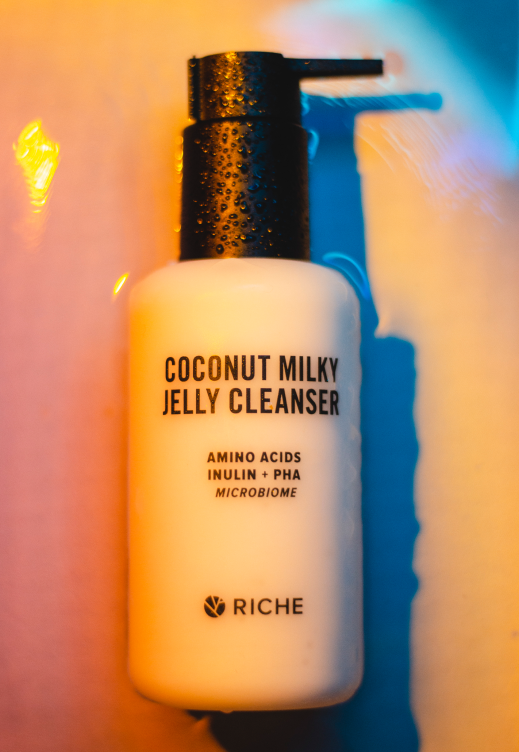 COCONUT MILKY
JELLY CLEANSER
AMINO ACIDS
INULIN + PHA
MICROBIOME
RICHE